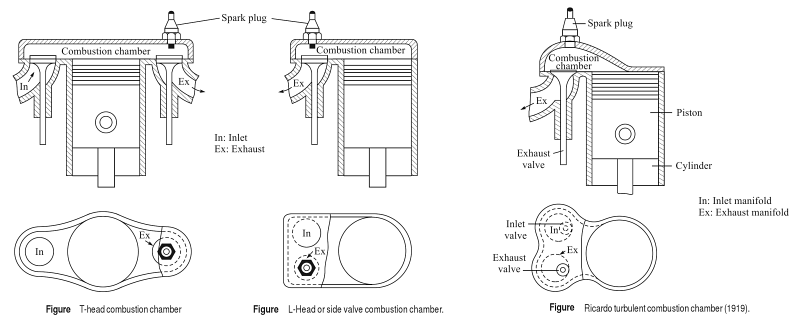 Spark plug
Combustion chamber
In
Ex
In: Inlet
Ex: Exhaust
Ex
In
Figure T-head combustion chamber
Combustion chamber
Ex
In
Ex
Figure L-Head or side valve combustion chamber.
Spark plug
Combustion
chamber
Ex
Piston
Exhaust
valve
Cylinder
In: Inlet manifold
Ex: Exhaust manifold
Inlet
valve
In
Ex
Exhaust
valve
Figure Ricardo turbulent combustion chamber (1919).